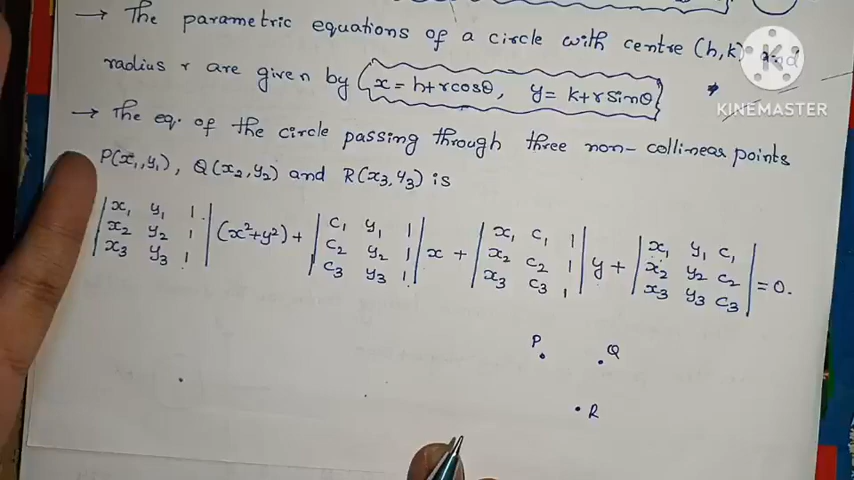 → The parametric equations of a circle with centre (h, k) and
radius r are given by x = h+rcosθ, y = k+rsinθ
KINEMASTER
→ The eq. of the circle passing through three non-collinear points
P(x₁,y₁), Q(x₂,y₂) and R(x₃,y₃) is
|x₁ y₁ 1; x₂ y₂ 1; x₃ y₃ 1| (x²+y²) + |c₁ y₁ 1; c₂ y₂ 1; c₃ y₃ 1| x + |x₁ c₁ 1; x₂ c₂ 1; x₃ c₃ 1| y + |x₁ y₁ c₁; x₂ y₂ c₂; x₃ y₃ c₃| = 0.
P
Q
R